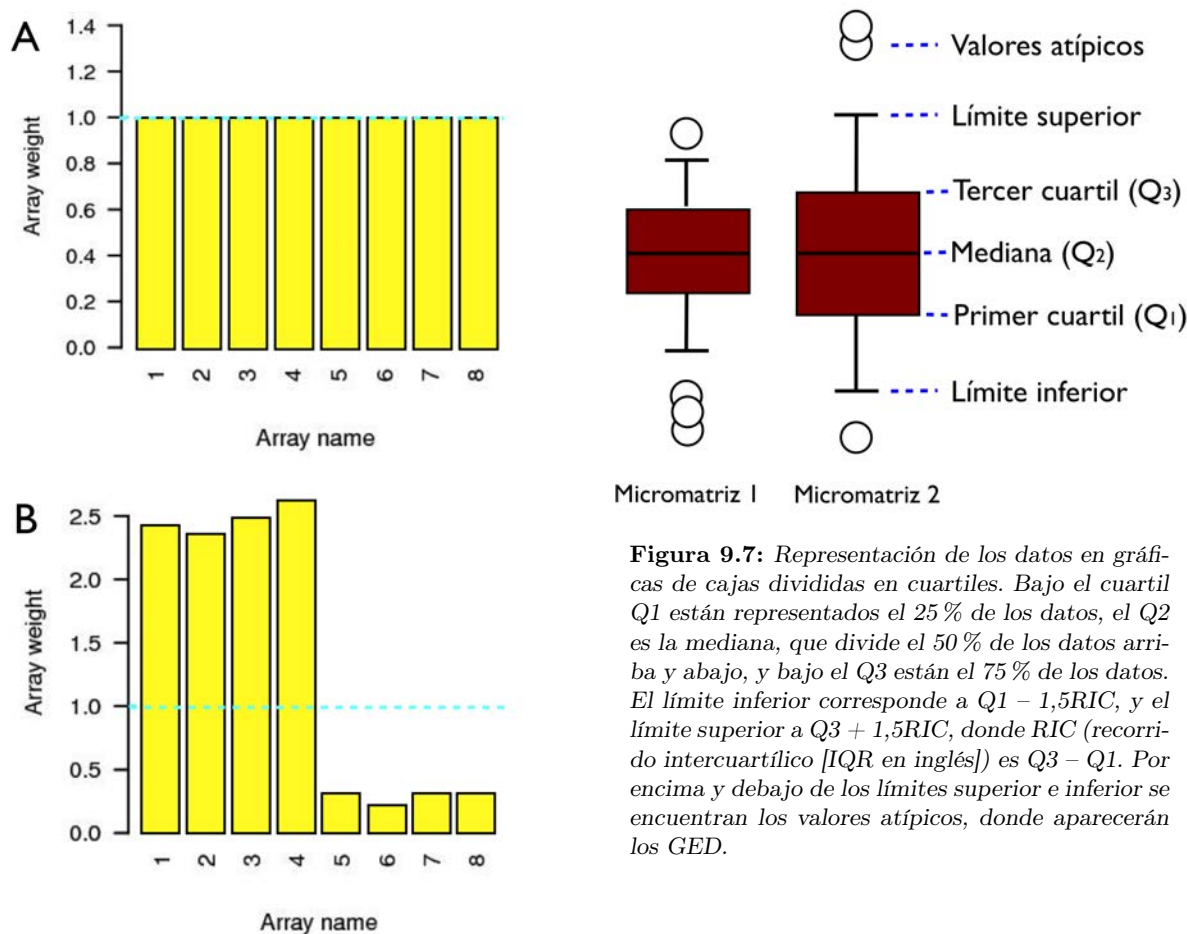 A
Array weight
1.4
1.2
1.0
0.8
0.6
0.4
0.2
0.0
1 2 3 4 5 6 7 8
Array name
B
Array weight
2.5
2.0
1.5
1.0
0.5
0.0
1 2 3 4 5 6 7 8
Array name
Valores atípicos
Límite superior
Tercer cuartil (Q3)
Mediana (Q2)
Primer cuartil (Q1)
Límite inferior
Micromatriz 1 Micromatriz 2
Figura 9.7: Representación de los datos en gráfi-
cas de cajas divididas en cuartiles. Bajo el cuartil
Q1 están representados el 25 % de los datos, el Q2
es la mediana, que divide el 50 % de los datos arri-
ba y abajo, y bajo el Q3 están el 75 % de los datos.
El límite inferior corresponde a Q1 – 1,5RIC, y el
límite superior a Q3 + 1,5RIC, donde RIC (recorri-
do intercuartílico [IQR en inglés]) es Q3 – Q1. Por
encima y debajo de los límites superior e inferior se
encuentran los valores atípicos, donde aparecerán
los GED.